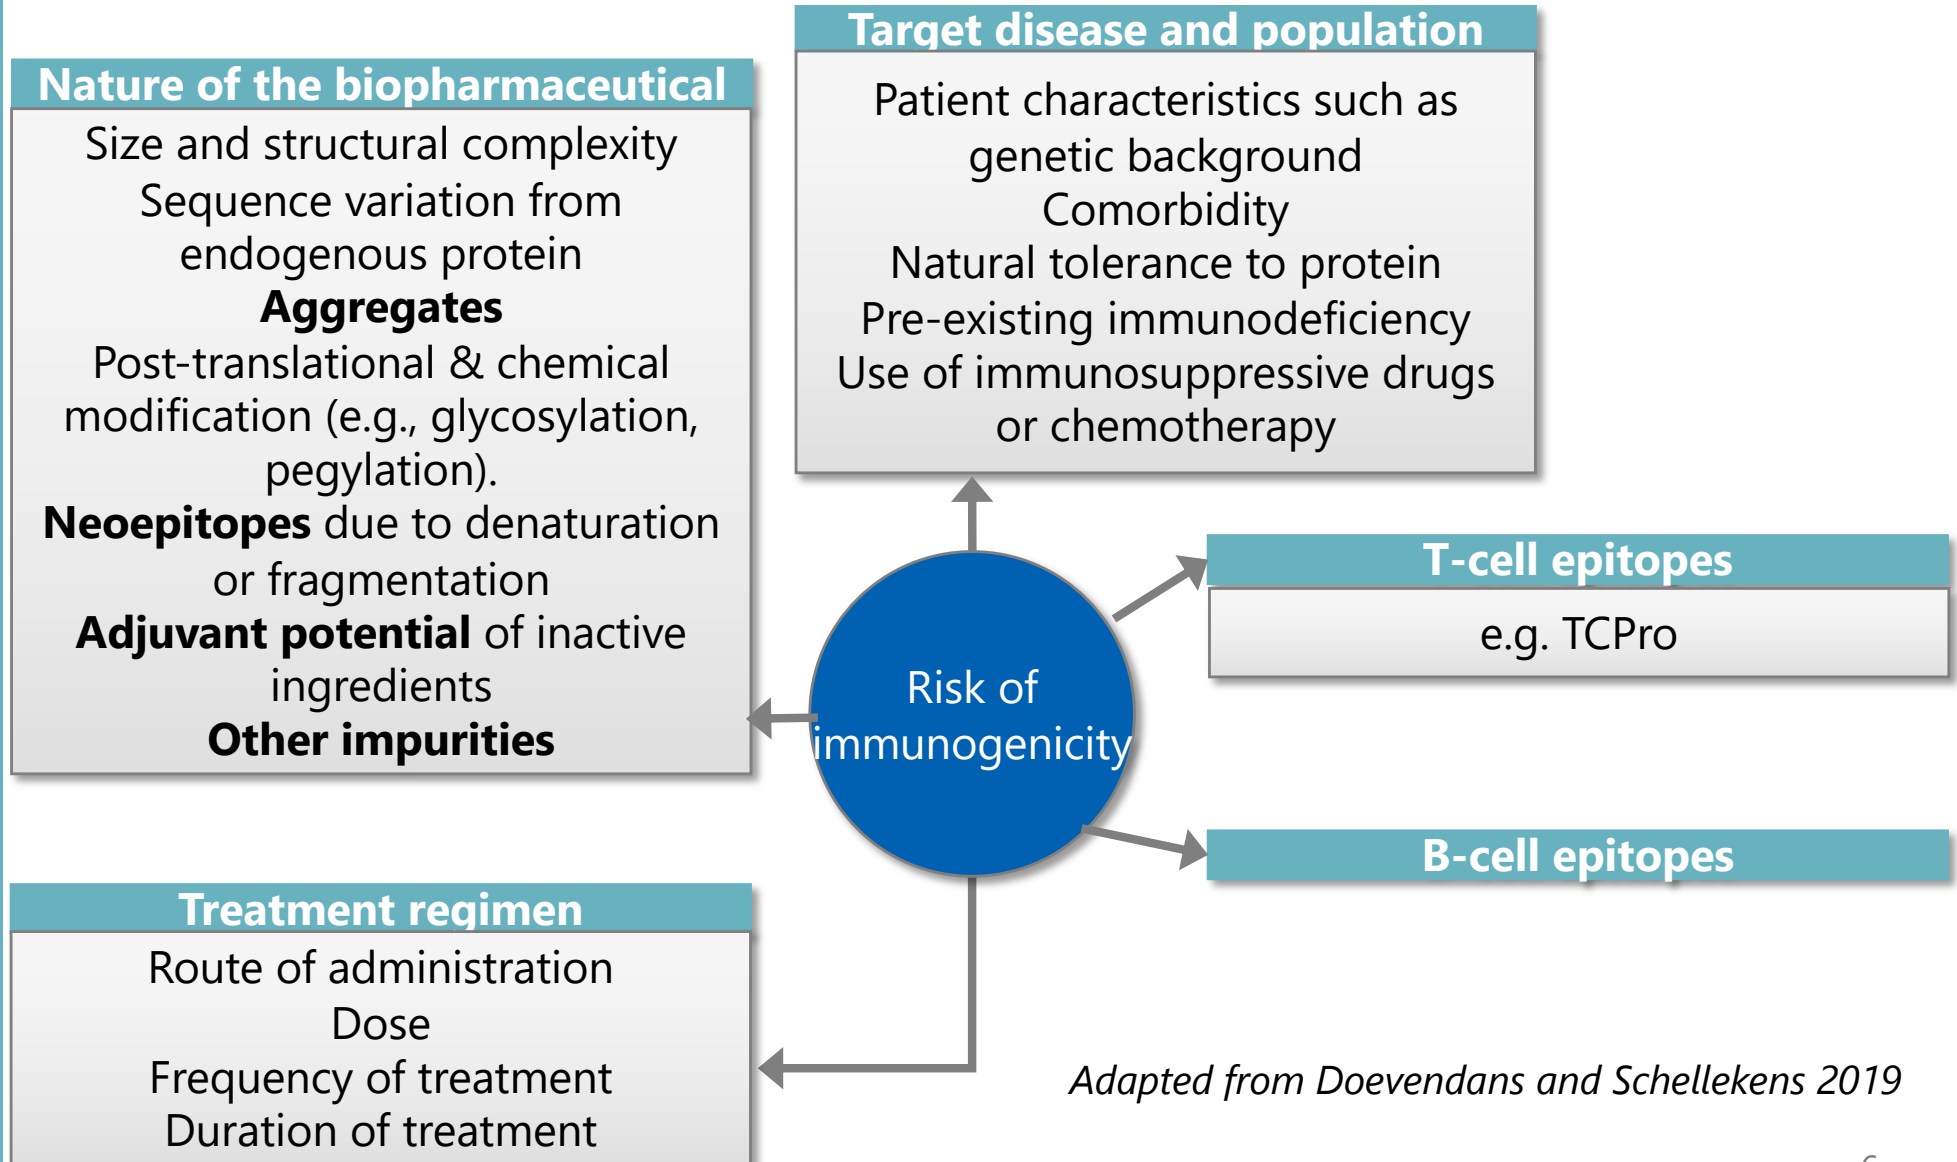 Target disease and population
Patient characteristics such as
genetic background
Comorbidity
Natural tolerance to protein
Pre-existing immunodeficiency
Use of immunosuppressive drugs
or chemotherapy
Nature of the biopharmaceutical
Size and structural complexity
Sequence variation from
endogenous protein
Aggregates
Post-translational & chemical
modification (e.g., glycosylation,
pegylation).
Neoepitopes due to denaturation
or fragmentation
Adjuvant potential of inactive
ingredients
Other impurities
T-cell epitopes
e.g. TCPro
Risk of
immunogenicity
B-cell epitopes
Treatment regimen
Route of administration
Dose
Frequency of treatment
Duration of treatment
Adapted from Doevendans and Schellekens 2019